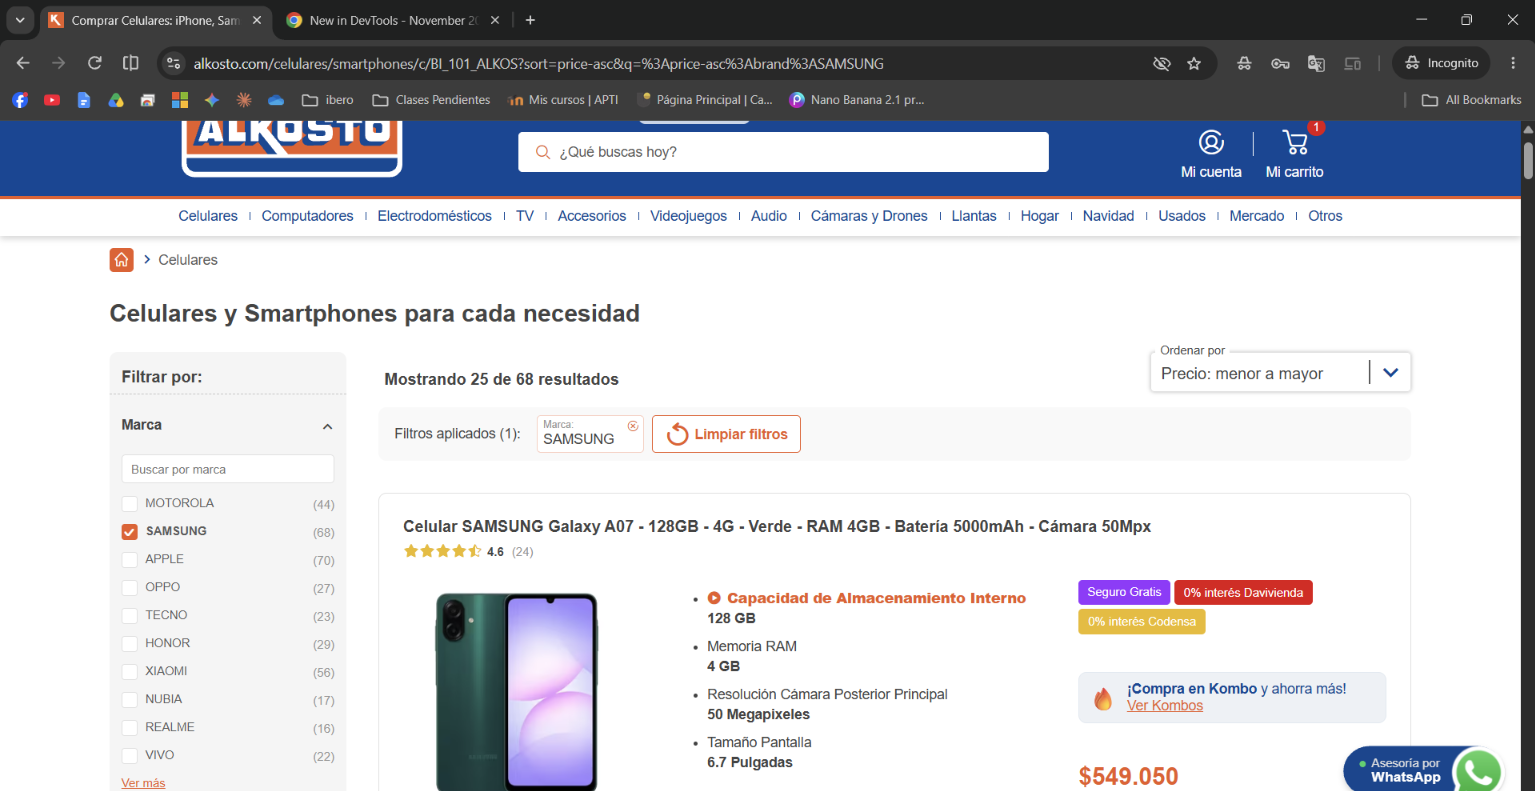 Comprar Celulares: iPhone, Sam
New in DevTools - November 20
alkosto.com/celulares/smartphones/c/BI_101_ALKOS?sort=price-asc&q=%3Aprice-asc%3Abrand%3ASAMSUNG
Incognito
ibero
Clases Pendientes
Mis cursos | APTI
Página Principal | Ca...
Nano Banana 2.1 pr...
All Bookmarks
ALKOSTO
¿Qué buscas hoy?
1
Mi cuenta
Mi carrito
Celulares
Computadores
Electrodomésticos
TV
Accesorios
Videojuegos
Audio
Cámaras y Drones
Llantas
Hogar
Navidad
Usados
Mercado
Otros
Celulares
Celulares y Smartphones para cada necesidad
Filtrar por:
Marca
Buscar por marca
MOTOROLA (44)
SAMSUNG (68)
APPLE (70)
OPPO (27)
TECNO (23)
HONOR (29)
XIAOMI (56)
NUBIA (17)
REALME (16)
VIVO (22)
Ver más
Mostrando 25 de 68 resultados
Ordenar por
Precio: menor a mayor
Filtros aplicados (1):
Marca:
SAMSUNG
Limpiar filtros
Celular SAMSUNG Galaxy A07 - 128GB - 4G - Verde - RAM 4GB - Batería 5000mAh - Cámara 50Mpx
4.6 (24)
Capacidad de Almacenamiento Interno
128 GB
Memoria RAM
4 GB
Resolución Cámara Posterior Principal
50 Megapixeles
Tamaño Pantalla
6.7 Pulgadas
Seguro Gratis
0% interés Davivienda
0% interés Codensa
¡Compra en Kombo y ahorra más!
Ver Kombos
$549.050
Asesoría por
WhatsApp